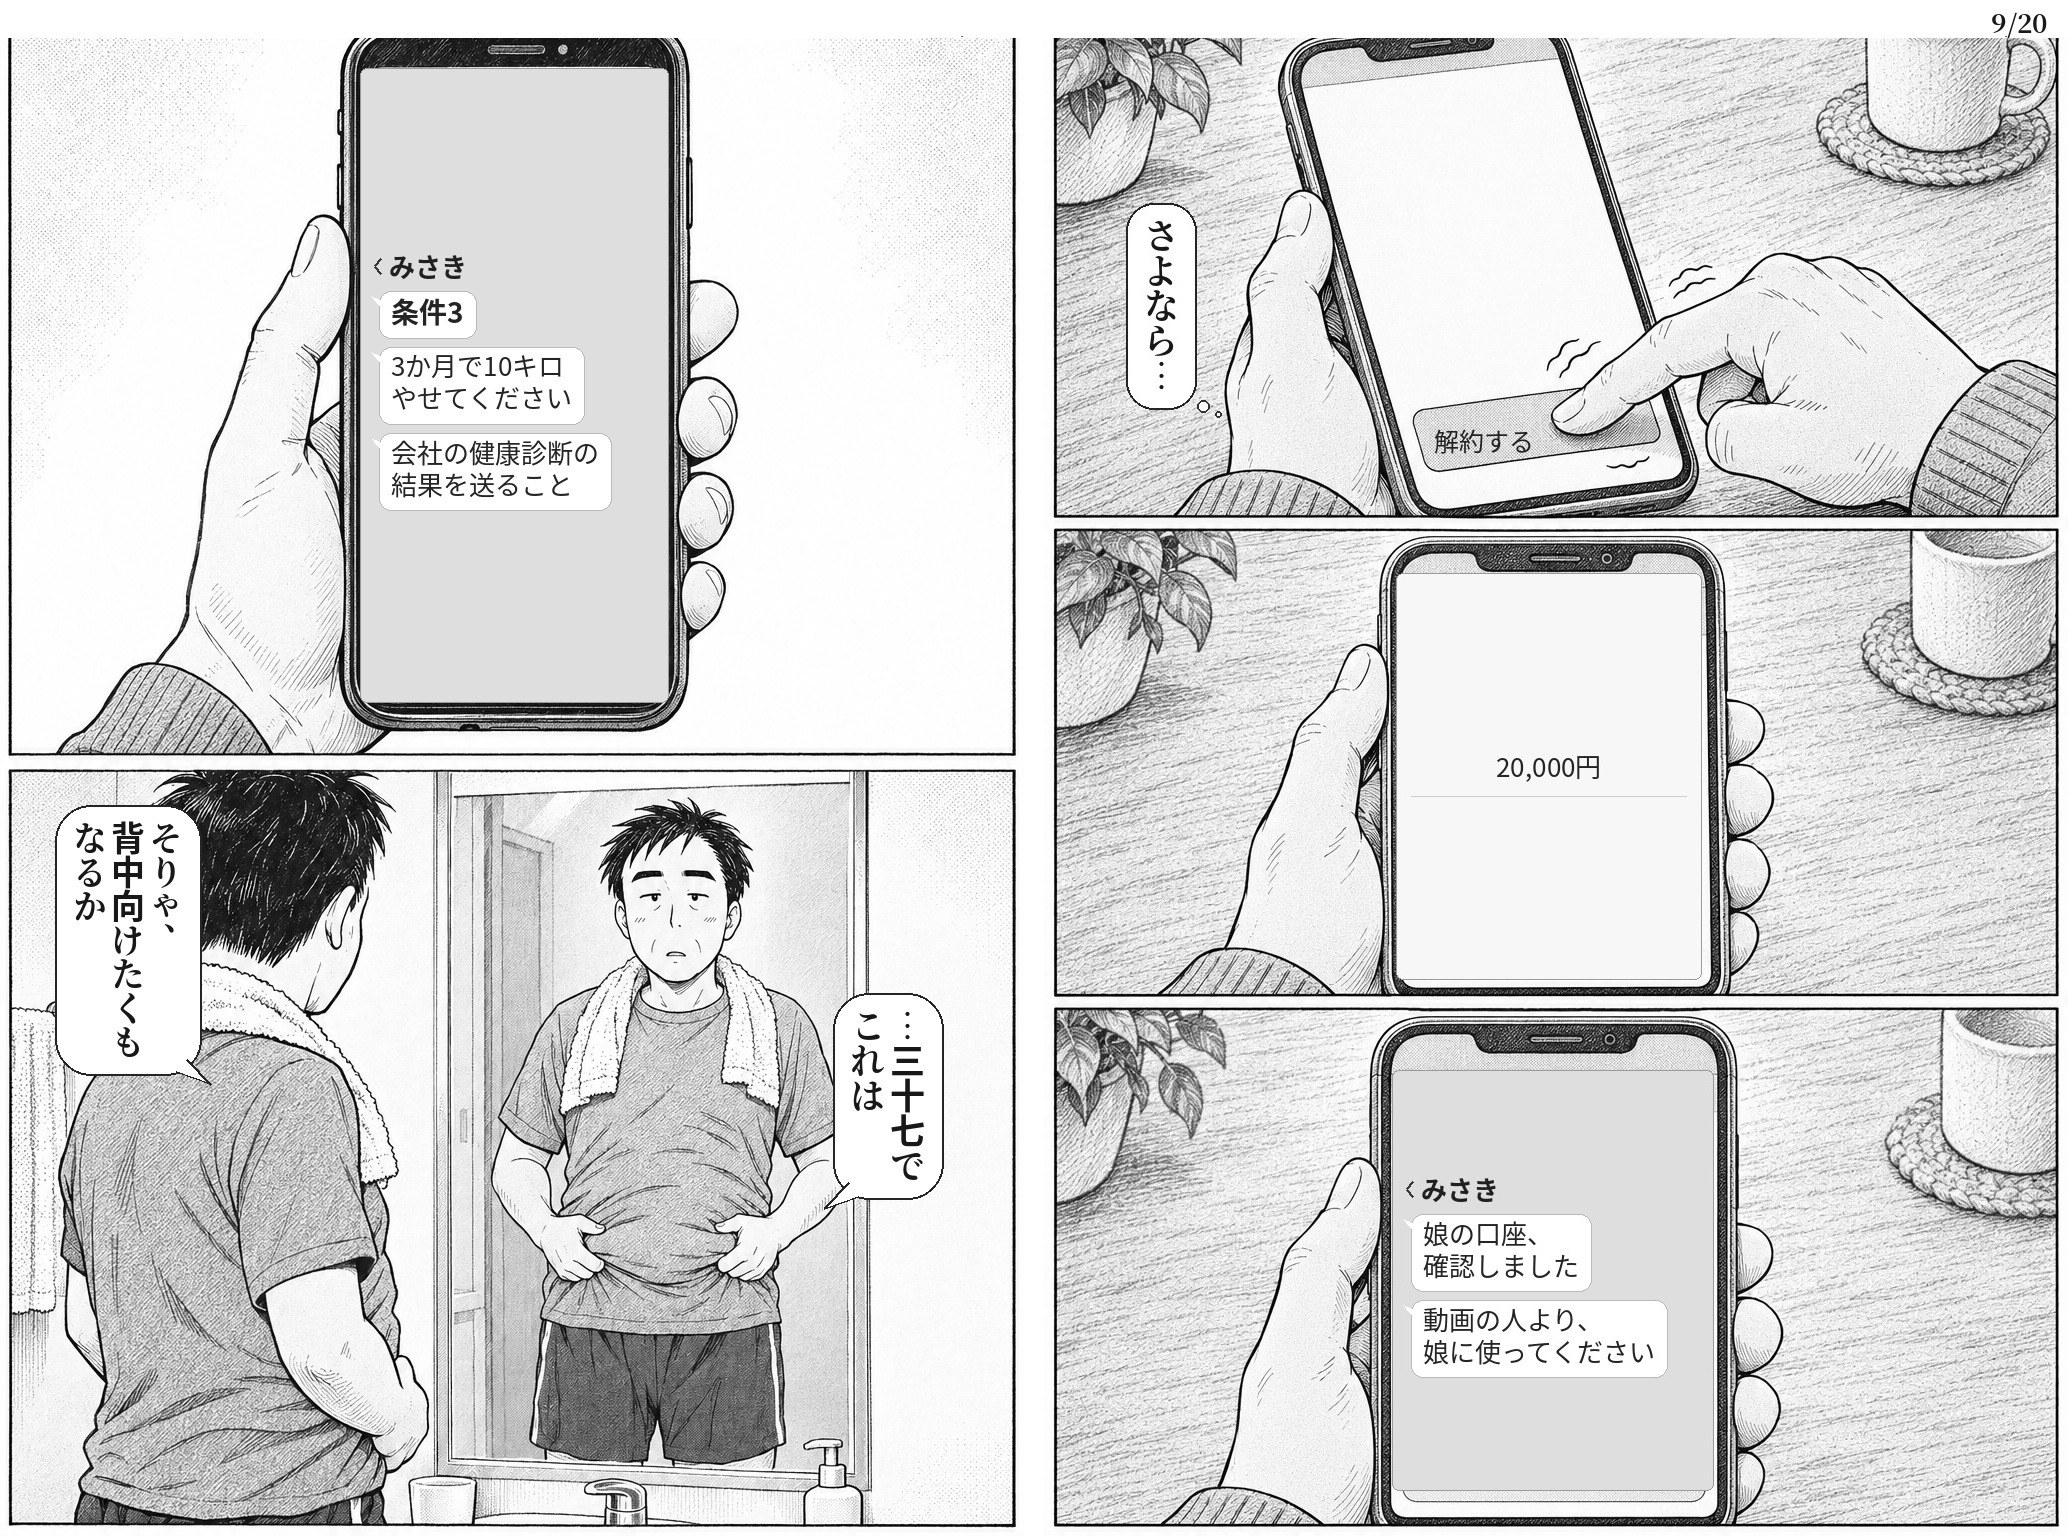 9/20
さよなら…
解約する
20,000円
みさき
娘の口座、
確認しました
動画の人より、
娘に使ってください
みさき
条件3
3か月で10キロ
やせてください
会社の健康診断の
結果を送ること
…三十七で
これは
そりゃ、
背中向けたくも
なるか